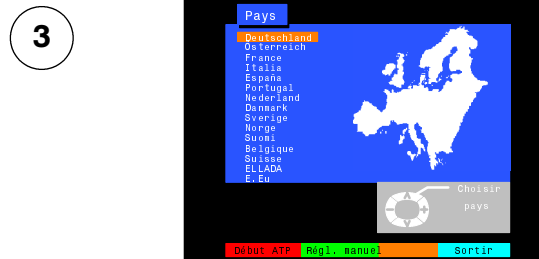 3
Pays
Deutschland
Österreich
France
Italia
España
Portugal
Nederland
Danmark
Sverige
Norge
Suomi
Belgique
Suisse
ELLADA
E.Eu
Choisir
pays
Début ATP Régl. manuel Sortir